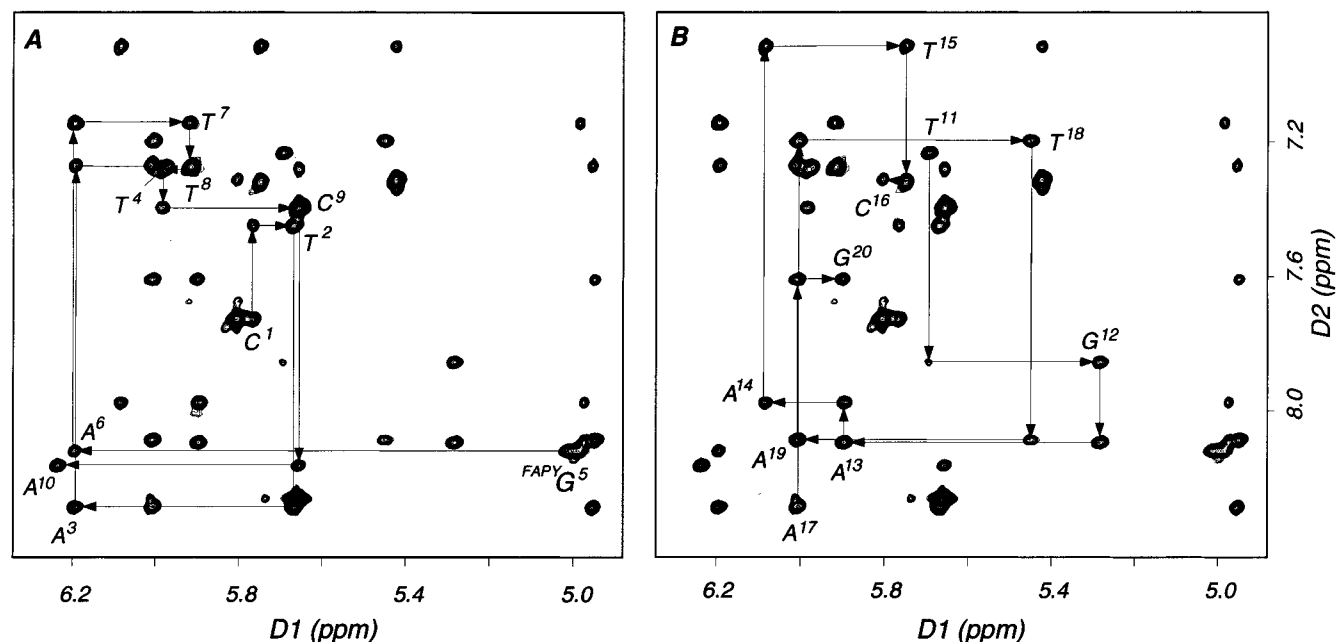 A
T⁷
T⁴
T⁸
C⁹
T²
C¹
A⁶
A¹⁰
FAPYG⁵
A³
6.2
5.8
5.4
5.0
D1 (ppm)
B
T¹⁵
T¹¹
T¹⁸
C¹⁶
G²⁰
G¹²
A¹⁴
A¹⁹
A¹³
A¹⁷
6.2
5.8
5.4
5.0
D1 (ppm)
7.2
7.6
8.0
D2 (ppm)